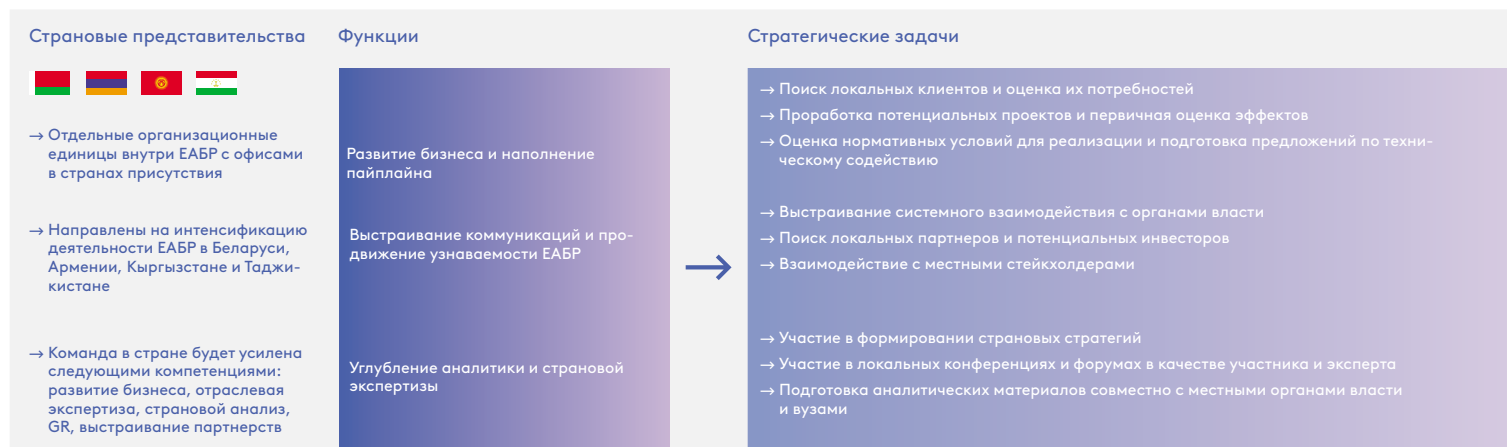 Страновые представительства
→ Отдельные организационные
единицы внутри ЕАБР с офисами
в странах присутствия
→ Направлены на интенсификацию
деятельности ЕАБР в Беларуси,
Армении, Кыргызстане и Таджи-
кистане
→ Команда в стране будет усилена
следующими компетенциями:
развитие бизнеса, отраслевая
экспертиза, страновой анализ,
GR, выстраивание партнерств
Функции
Развитие бизнеса и наполнение
пайплайна
Выстраивание коммуникаций и про-
движение узнаваемости ЕАБР
Углубление аналитики и страновой
экспертизы
Стратегические задачи
→ Поиск локальных клиентов и оценка их потребностей
→ Проработка потенциальных проектов и первичная оценка эффектов
→ Оценка нормативных условий для реализации и подготовка предложений по техни-
ческому содействию
→ Выстраивание системного взаимодействия с органами власти
→ Поиск локальных партнеров и потенциальных инвесторов
→ Взаимодействие с местными стейкхолдерами
→ Участие в формировании страновых стратегий
→ Участие в локальных конференциях и форумах в качестве участника и эксперта
→ Подготовка аналитических материалов совместно с местными органами власти
и вузами